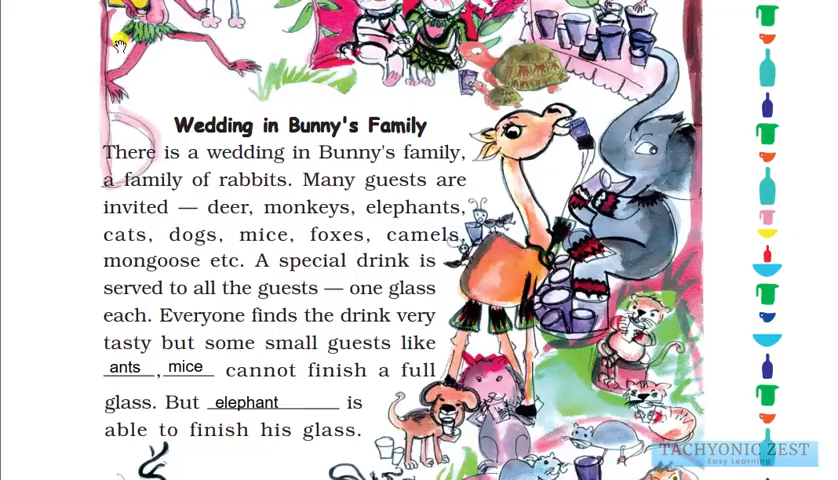 Wedding in Bunny's Family
There is a wedding in Bunny's family,
a family of rabbits. Many guests are
invited — deer, monkeys, elephants,
cats, dogs, mice, foxes, camels,
mongoose etc. A special drink is
served to all the guests — one glass
each. Everyone finds the drink very
tasty but some small guests like
ants, mice cannot finish a full
glass. But elephant is
able to finish his glass.
TACHYONIC ZEST
Easy Learning